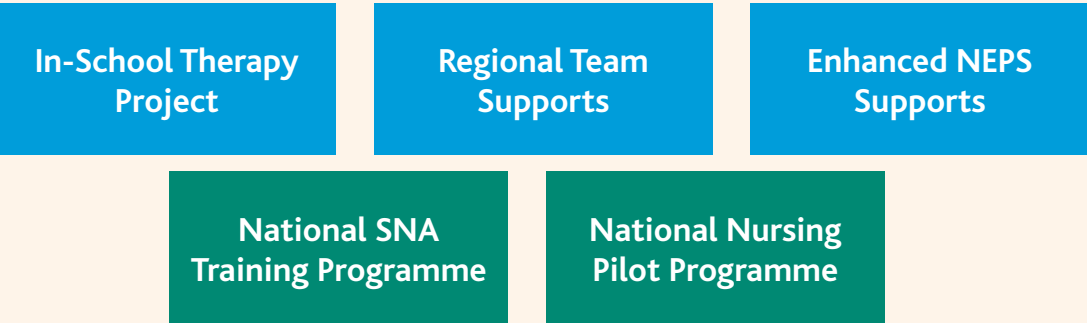 In-School Therapy
Project
Regional Team
Supports
Enhanced NEPS
Supports
National SNA
Training Programme
National Nursing
Pilot Programme